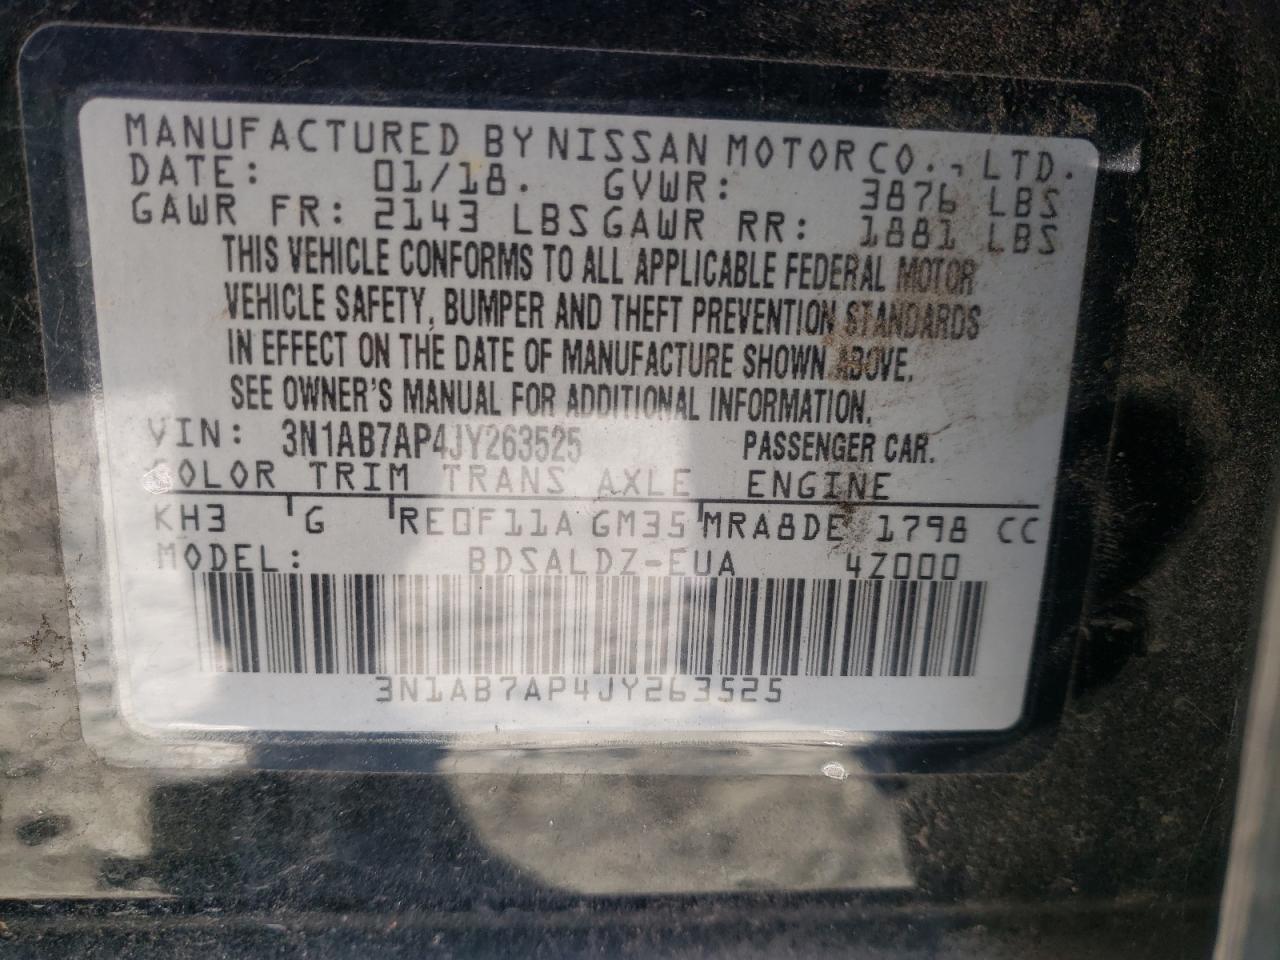 MANUFACTURED BY NISSAN MOTOR CO., LTD.
DATE: 01/18. GVWR: 3876 LBS
GAWR FR: 2143 LBS GAWR RR: 1881 LBS
THIS VEHICLE CONFORMS TO ALL APPLICABLE FEDERAL MOTOR
VEHICLE SAFETY, BUMPER AND THEFT PREVENTION STANDARDS
IN EFFECT ON THE DATE OF MANUFACTURE SHOWN ABOVE.
SEE OWNER'S MANUAL FOR ADDITIONAL INFORMATION.
VIN: 3N1AB7AP4JY263525 PASSENGER CAR.
COLOR TRIM TRANS AXLE ENGINE
KH3 G RE0F11A GM35 MRA8DE 1798 CC
MODEL: BDSALDZ-EUA 4Z000
3N1AB7AP4JY263525